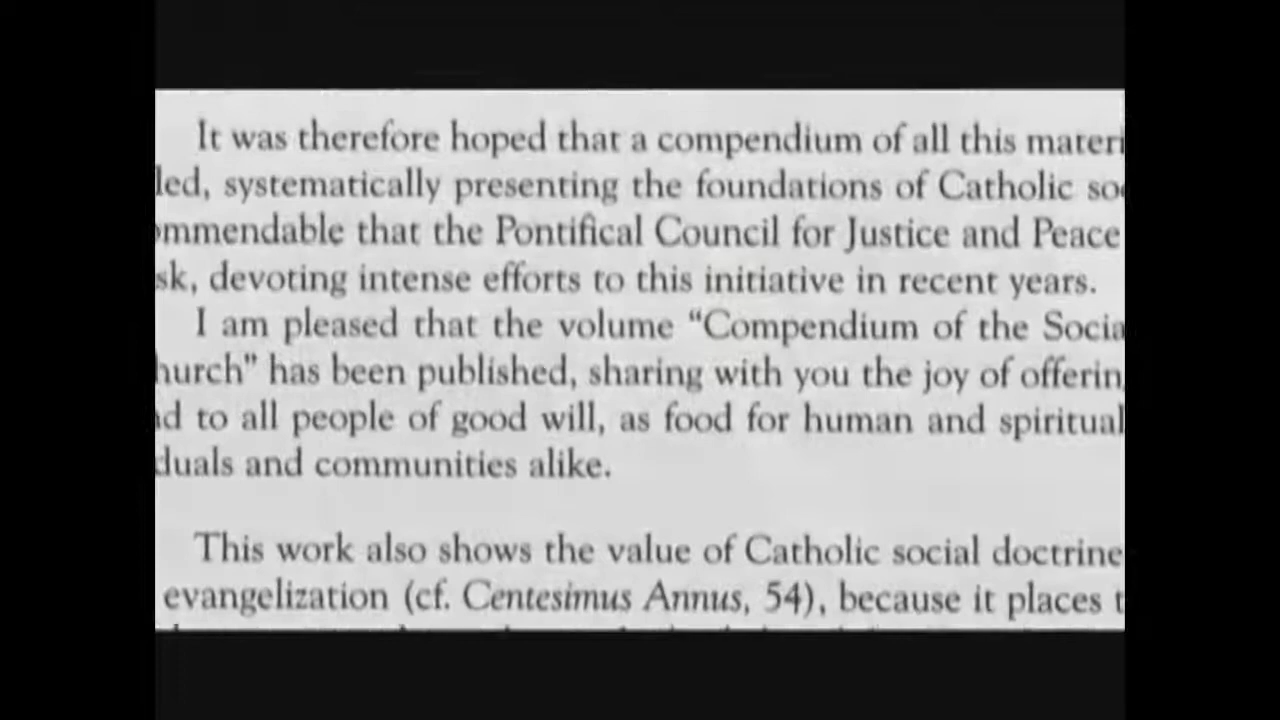 It was therefore hoped that a compendium of all this materi
led, systematically presenting the foundations of Catholic so
ommendable that the Pontifical Council for Justice and Peace
sk, devoting intense efforts to this initiative in recent years.
I am pleased that the volume “Compendium of the Socia
hurch" has been published, sharing with you the joy of offerin
d to all people of good will, as food for human and spiritual
duals and communities alike.
This work also shows the value of Catholic social doctrine
evangelization (cf. Centesimus Annus, 54), because it places t